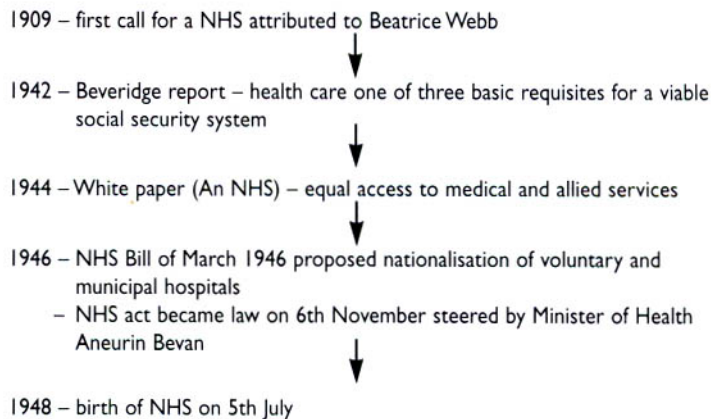 1909 – first call for a NHS attributed to Beatrice Webb
1942 – Beveridge report – health care one of three basic requisites for a viable
social security system
1944 – White paper (An NHS) – equal access to medical and allied services
1946 – NHS Bill of March 1946 proposed nationalisation of voluntary and
municipal hospitals
– NHS act became law on 6th November steered by Minister of Health
Aneurin Bevan
1948 – birth of NHS on 5th July